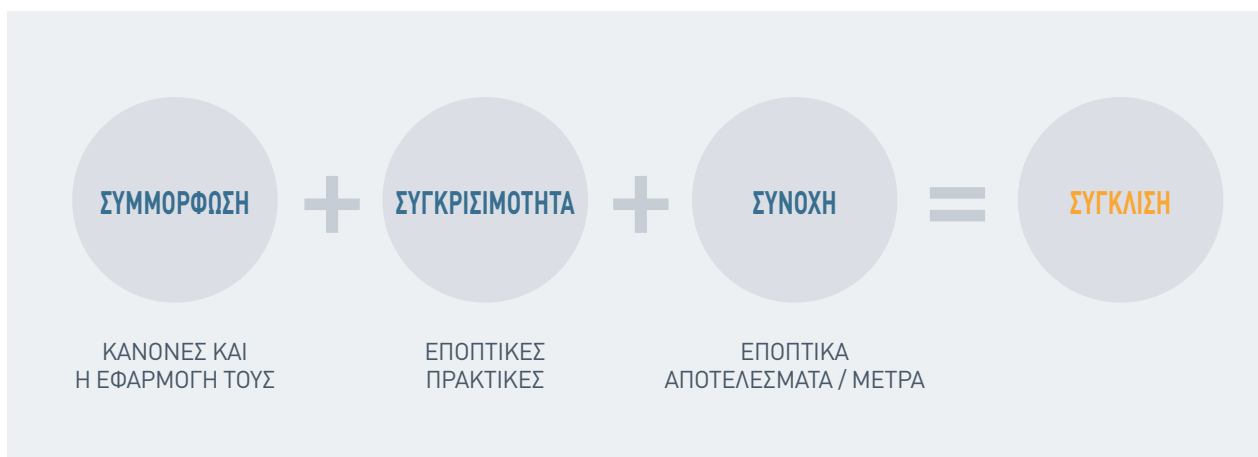 ΣΥΜΜΟΡΦΩΣΗ + ΣΥΓΚΡΙΣΙΜΟΤΗΤΑ + ΣΥΝΟΧΗ = ΣΥΓΚΛΙΣΗ
ΚΑΝΟΝΕΣ ΚΑΙ
Η ΕΦΑΡΜΟΓΗ ΤΟΥΣ
ΕΠΟΠΤΙΚΕΣ
ΠΡΑΚΤΙΚΕΣ
ΕΠΟΠΤΙΚΑ
ΑΠΟΤΕΛΕΣΜΑΤΑ / ΜΕΤΡΑ